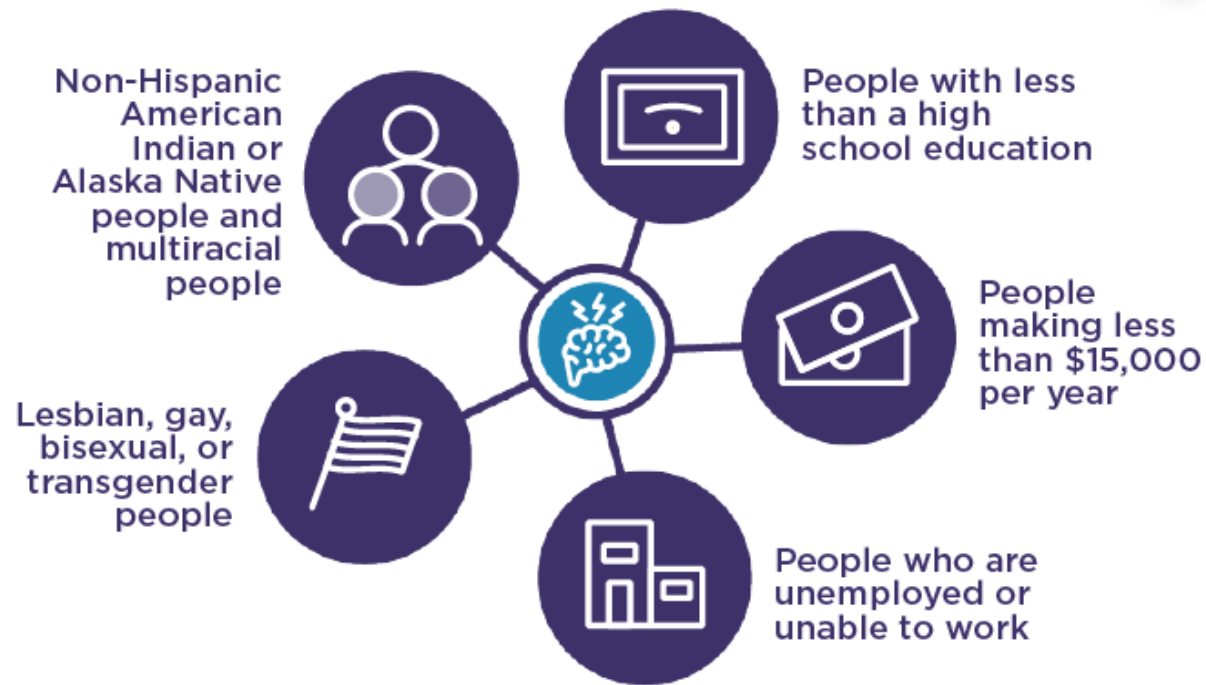 Non-Hispanic
American
Indian or
Alaska Native
people and
multiracial
people
People with less
than a high
school education
People
making less
than $15,000
per year
Lesbian, gay,
bisexual, or
transgender
people
People who are
unemployed or
unable to work